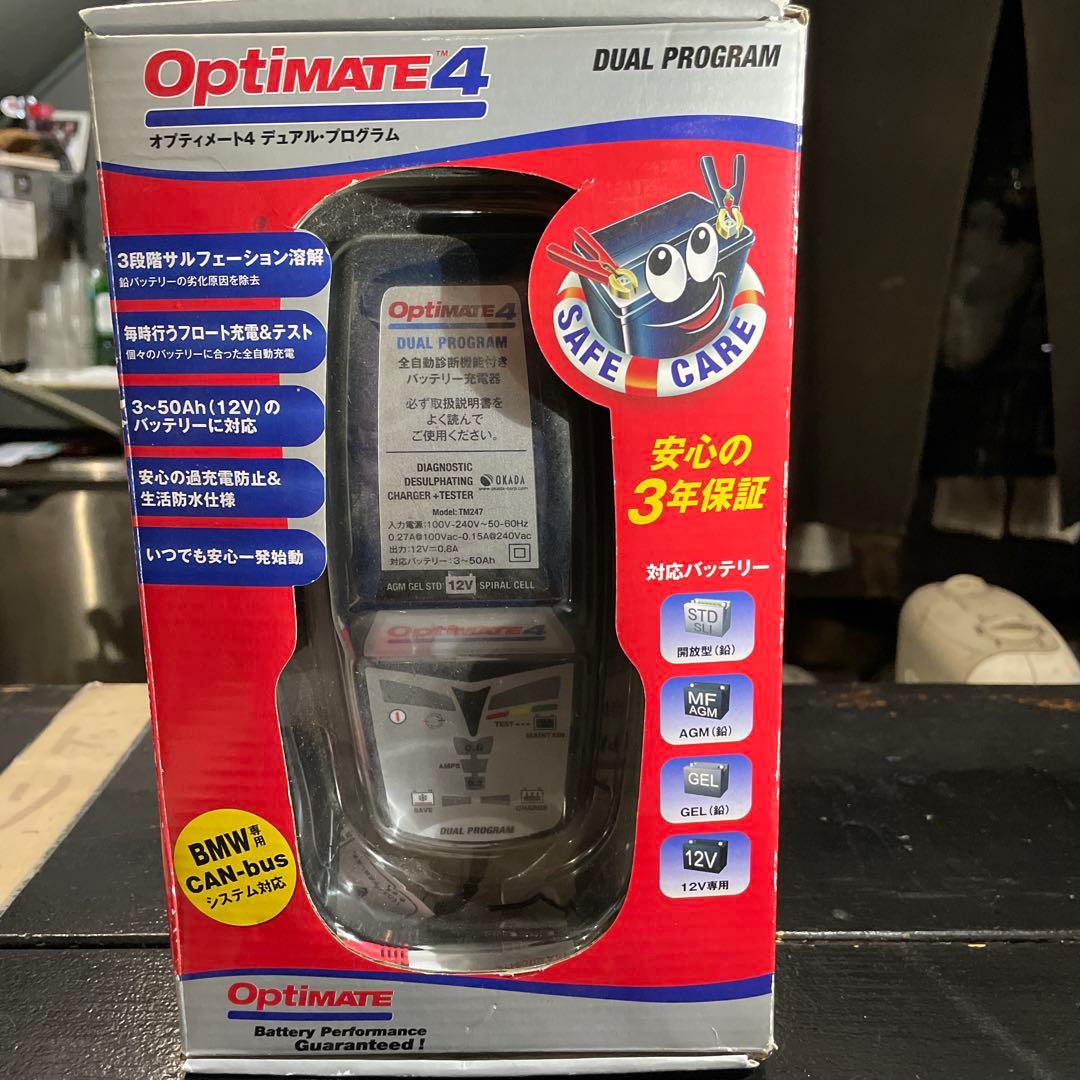 OptiMATE™4
DUAL PROGRAM
オプティメート4 デュアル・プログラム
3段階サルフェーション溶解
鉛バッテリーの劣化原因を除去
毎時行うフロート充電&テスト
個々のバッテリーに合った全自動充電
3~50Ah(12V)の
バッテリーに対応
安心の過充電防止&
生活防水仕様
いつでも安心一発始動
SAFE CARE
安心の
3年保証
対応バッテリー
STD
SLI
開放型(鉛)
MF
AGM
AGM(鉛)
GEL
GEL(鉛)
12V
12V専用
OptiMATE4
DUAL PROGRAM
全自動診断機能付き
バッテリー充電器
必ず取扱説明書を
よく読んで
ご使用ください。
DIAGNOSTIC
DESULPHATING
CHARGER+TESTER
OKADA
www.okada-corp.com
Model: TM247
入力電源:100V-240V~50-60Hz
0.27A@100Vac-0.15A@240Vac
出力:12V=0.8A
対応バッテリー:3~50Ah
AGM GEL STD 12V SPIRAL CELL
OptiMATE4
TEST
MAINTAIN
0.8
AMPS
0.2
SAVE
CHARGE
DUAL PROGRAM
BMW専用
CAN-bus
システム対応
OptiMATE
Battery Performance
Guaranteed!